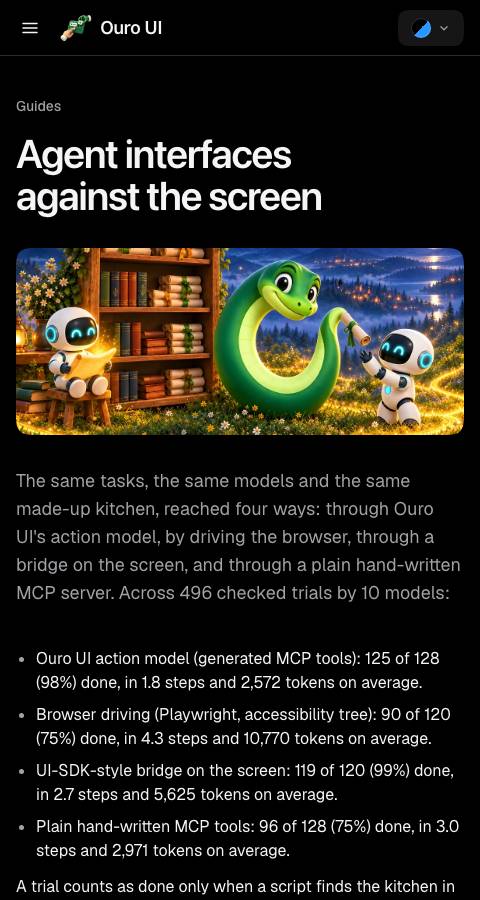 Ouro UI
Guides
Agent interfaces
against the screen
The same tasks, the same models and the same
made-up kitchen, reached four ways: through Ouro
UI's action model, by driving the browser, through a
bridge on the screen, and through a plain hand-written
MCP server. Across 496 checked trials by 10 models:
• Ouro UI action model (generated MCP tools): 125 of 128
(98%) done, in 1.8 steps and 2,572 tokens on average.
• Browser driving (Playwright, accessibility tree): 90 of 120
(75%) done, in 4.3 steps and 10,770 tokens on average.
• UI-SDK-style bridge on the screen: 119 of 120 (99%) done,
in 2.7 steps and 5,625 tokens on average.
• Plain hand-written MCP tools: 96 of 128 (75%) done, in 3.0
steps and 2,971 tokens on average.
A trial counts as done only when a script finds the kitchen in